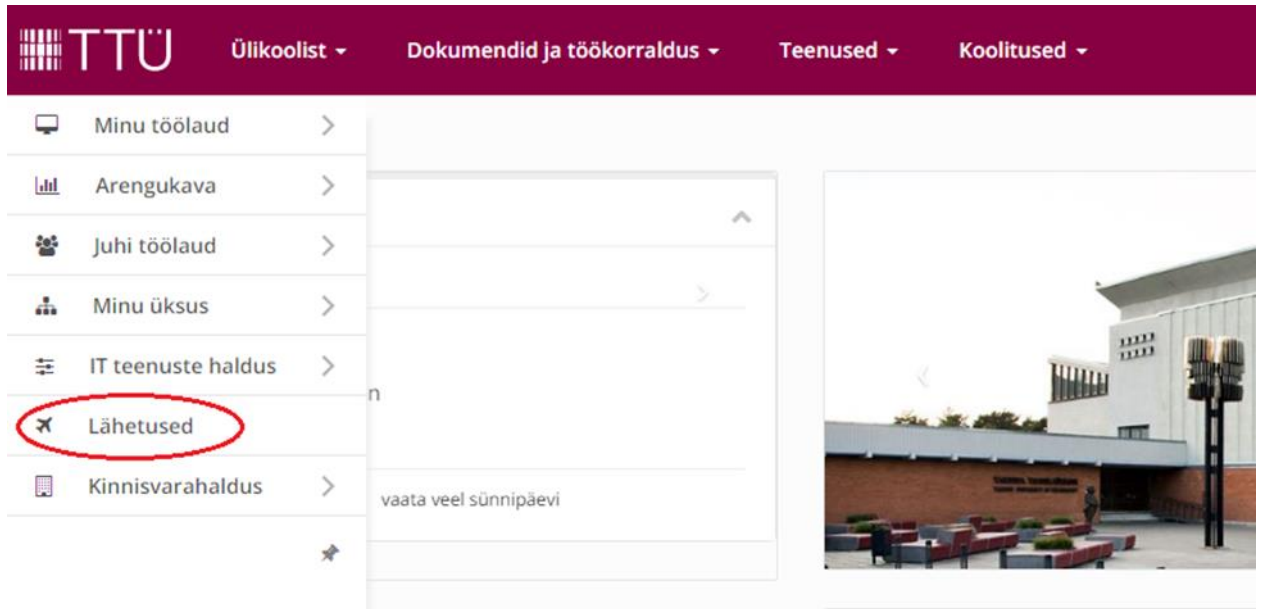 TTÜ Ülikoolist Dokumendid ja töökorraldus Teenused Koolitused
Minu töölaud
Arengukava
Juhi töölaud
Minu üksus
IT teenuste haldus
n
Lähetused
Kinnisvarahaldus
vaata veel sünnipäevi